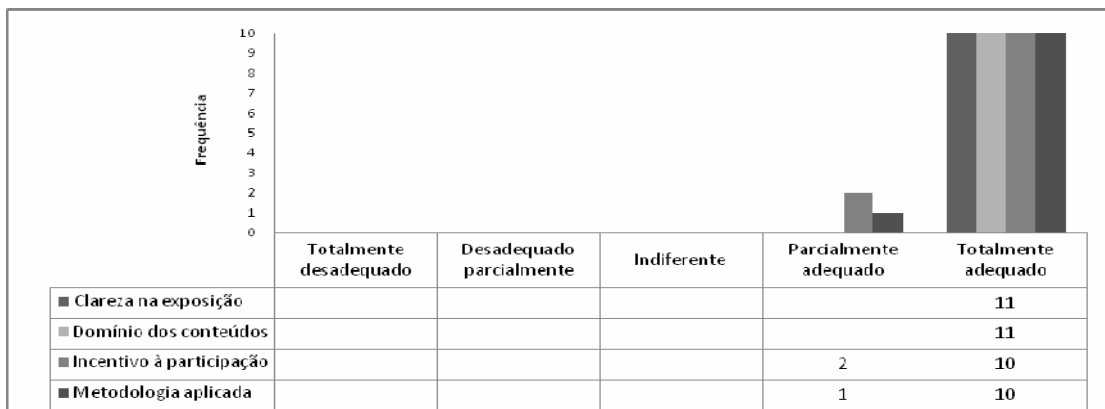 10
9
8
7
6
5
4
3
2
1
0
Frequência
Totalmente desadequado
Desadequado parcialmente
Indiferente
Parcialmente adequado
Totalmente adequado
Clareza na exposição 11
Domínio dos conteúdos 11
Incentivo à participação 2 10
Metodologia aplicada 1 10